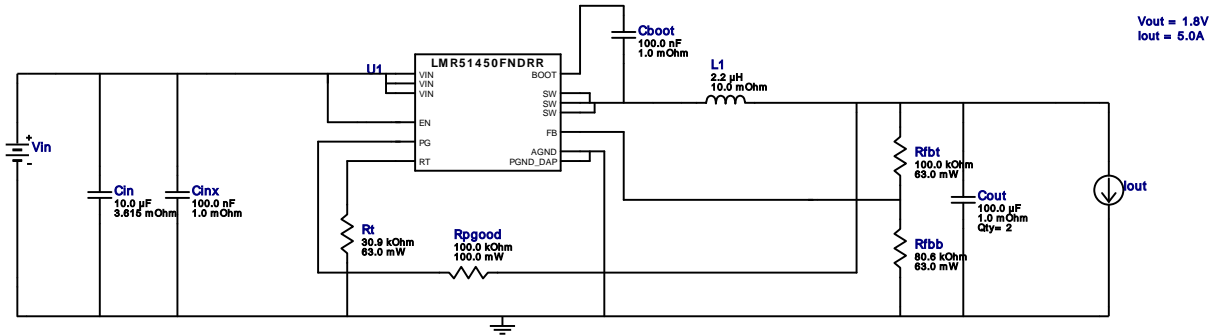 Vout = 1.8V
Iout = 5.0A
Cboot
100.0 nF
1.0 mOhm
U1
LMR51450FNDRR
VIN
VIN
VIN
EN
PG
RT
BOOT
SW
SW
SW
FB
AGND
PGND_DAP
L1
2.2 µH
10.0 mOhm
Vin
+
-
Cin
10.0 µF
3.615 mOhm
Cinx
100.0 nF
1.0 mOhm
Rt
30.9 kOhm
63.0 mW
Rpgood
100.0 kOhm
100.0 mW
Rfbt
100.0 kOhm
63.0 mW
Rfbb
80.6 kOhm
63.0 mW
Cout
100.0 µF
1.0 mOhm
Qty= 2
Iout